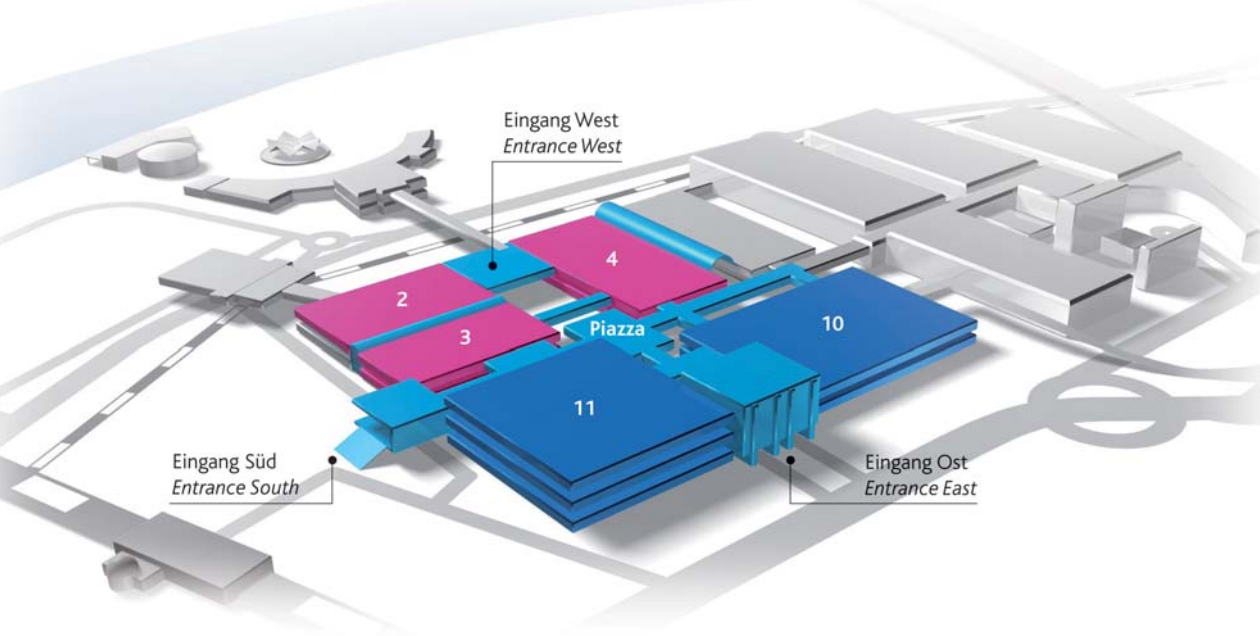 Eingang West
Entrance West
4
2
Piazza
10
3
11
Eingang Süd
Entrance South
Eingang Ost
Entrance East